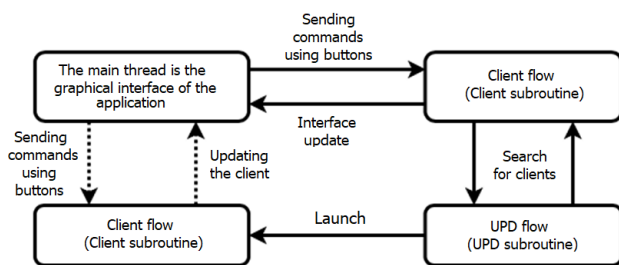 Sending
commands
using buttons
The main thread is the
graphical interface of the
application
Client flow
(Client subroutine)
Interface
update
Sending
commands
using
buttons
Updating
the client
Search
for clients
Client flow
(Client subroutine)
Launch
UPD flow
(UPD subroutine)